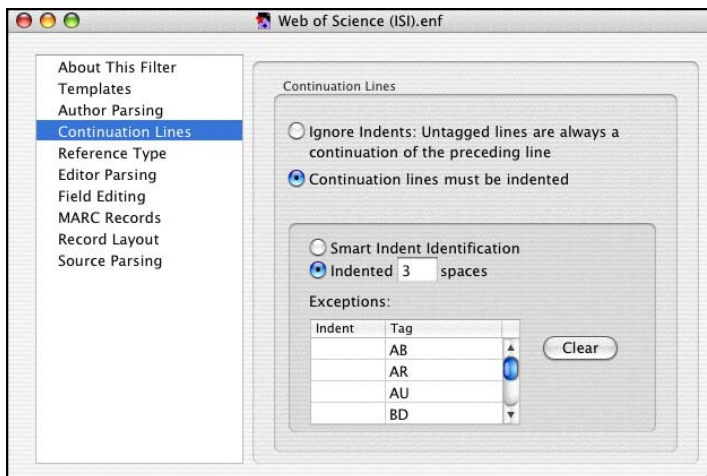 Web of Science (ISI).enf
About This Filter
Templates
Author Parsing
Continuation Lines
Reference Type
Editor Parsing
Field Editing
MARC Records
Record Layout
Source Parsing
Continuation Lines
Ignore Indents: Untagged lines are always a
continuation of the preceding line
Continuation lines must be indented
Smart Indent Identification
Indented 3 spaces
Exceptions:
Indent Tag
AB
AR
AU
BD
Clear